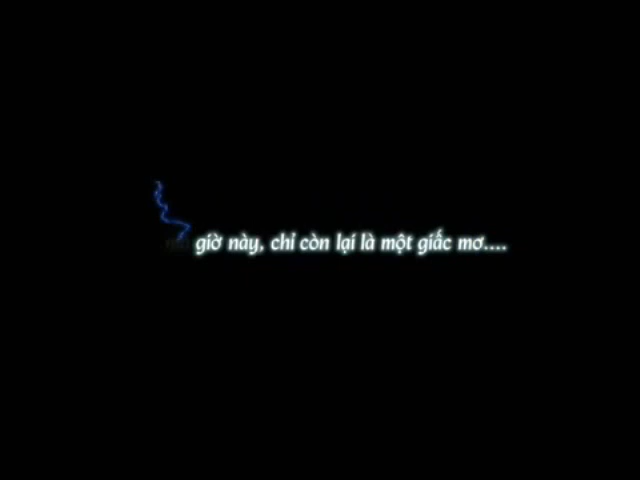 giờ này, chỉ còn lại là một giấc mơ....